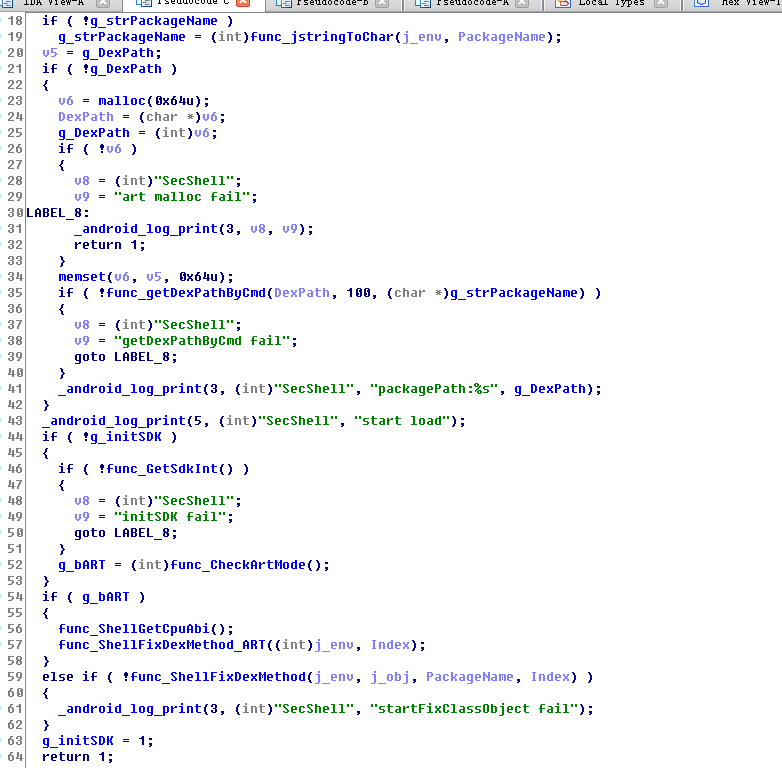 IDA View-A Pseudocode-C Pseudocode-B Pseudocode-A Local Types Hex View-1
18 if ( !g_strPackageName )
19 g_strPackageName = (int)func_jstringToChar(j_env, PackageName);
20 v5 = g_DexPath;
21 if ( !g_DexPath )
22 {
23 v6 = malloc(0x64u);
24 DexPath = (char *)v6;
25 g_DexPath = (int)v6;
26 if ( !v6 )
27 {
28 v8 = (int)"SecShell";
29 v9 = "art malloc fail";
30 LABEL_8:
31 _android_log_print(3, v8, v9);
32 return 1;
33 }
34 memset(v6, v5, 0x64u);
35 if ( !func_getDexPathByCmd(DexPath, 100, (char *)g_strPackageName) )
36 {
37 v8 = (int)"SecShell";
38 v9 = "getDexPathByCmd fail";
39 goto LABEL_8;
40 }
41 _android_log_print(3, (int)"SecShell", "packagePath:%s", g_DexPath);
42 }
43 _android_log_print(5, (int)"SecShell", "start load");
44 if ( !g_initSDK )
45 {
46 if ( !func_GetSdkInt() )
47 {
48 v8 = (int)"SecShell";
49 v9 = "initSDK fail";
50 goto LABEL_8;
51 }
52 g_bART = (int)func_CheckArtMode();
53 }
54 if ( g_bART )
55 {
56 func_ShellGetCpuAbi();
57 func_ShellFixDexMethod_ART((int)j_env, Index);
58 }
59 else if ( !func_ShellFixDexMethod(j_env, j_obj, PackageName, Index) )
60 {
61 _android_log_print(3, (int)"SecShell", "startFixClassObject fail");
62 }
63 g_initSDK = 1;
64 return 1;